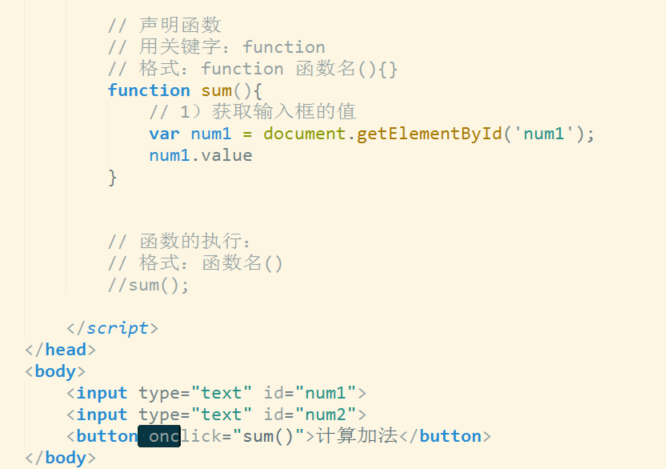 // 声明函数
// 用关键字：function
// 格式：function 函数名(){}
function sum(){
// 1）获取输入框的值
var num1 = document.getElementById('num1');
num1.value
}
// 函数的执行：
// 格式：函数名()
//sum();
</script>
</head>
<body>
<input type="text" id="num1">
<input type="text" id="num2">
<button onclick="sum()">计算加法</button>
</body>